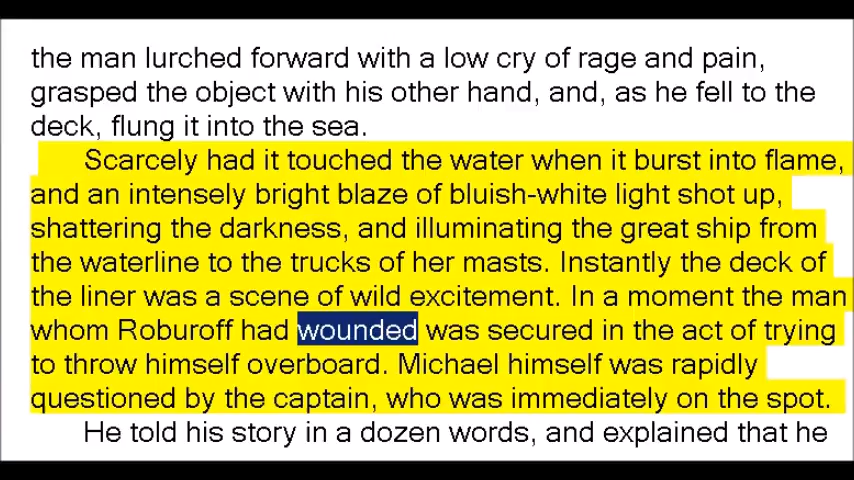 the man lurched forward with a low cry of rage and pain,
grasped the object with his other hand, and, as he fell to the
deck, flung it into the sea.
Scarcely had it touched the water when it burst into flame,
and an intensely bright blaze of bluish-white light shot up,
shattering the darkness, and illuminating the great ship from
the waterline to the trucks of her masts. Instantly the deck of
the liner was a scene of wild excitement. In a moment the man
whom Roburoff had wounded was secured in the act of trying
to throw himself overboard. Michael himself was rapidly
questioned by the captain, who was immediately on the spot.
He told his story in a dozen words, and explained that he